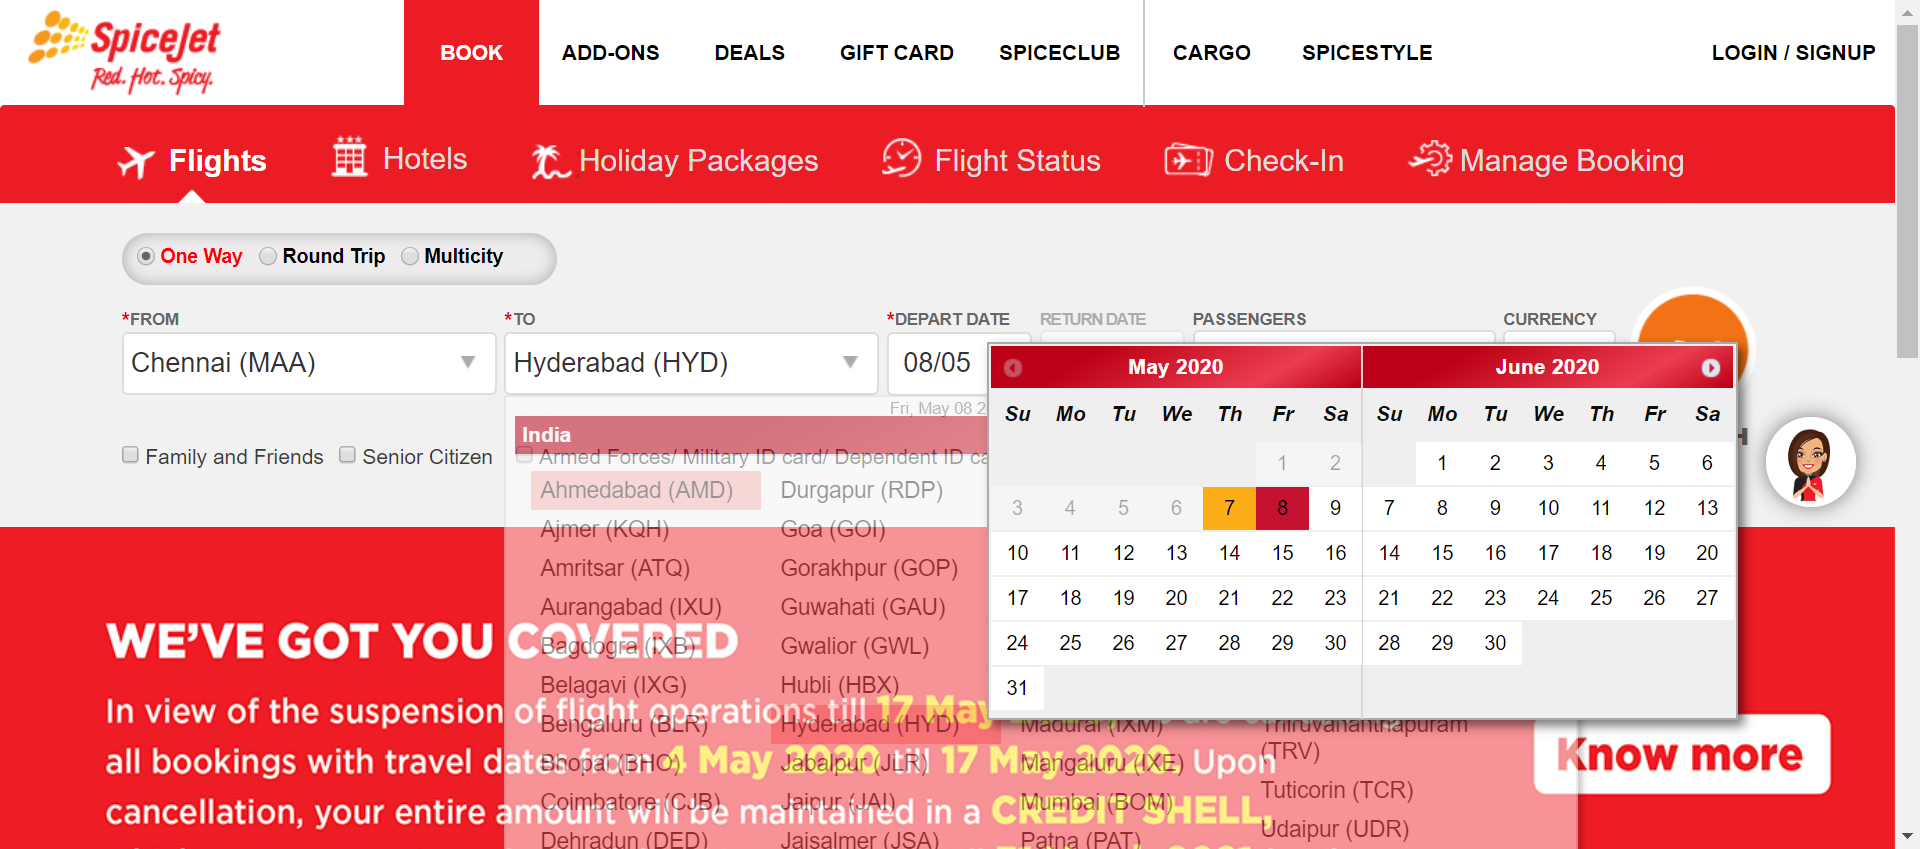 SpiceJet
Red. Hot. Spicy.
BOOK ADD-ONS DEALS GIFT CARD SPICECLUB CARGO SPICESTYLE LOGIN / SIGNUP
Flights Hotels Holiday Packages Flight Status Check-In Manage Booking
One Way Round Trip Multicity
*FROM *TO *DEPART DATE RETURN DATE PASSENGERS CURRENCY
Chennai (MAA) Hyderabad (HYD) 08/05
Fri, May 08 2
Family and Friends Senior Citizen Armed Forces/ Military ID card/ Dependent ID ca
India
Ahmedabad (AMD) Durgapur (RDP)
Ajmer (KQH) Goa (GOI)
Amritsar (ATQ) Gorakhpur (GOP)
Aurangabad (IXU) Guwahati (GAU)
Bagdogra (IXB) Gwalior (GWL)
Belagavi (IXG) Hubli (HBX)
Bengaluru (BLR) Hyderabad (HYD) Madurai (IXM) Thiruvananthapuram
(TRV)
Bhopal (BHO) Jabalpur (JLR) Mangaluru (IXE)
Coimbatore (CJB) Jaipur (JAI) Mumbai (BOM) Tuticorin (TCR)
Dehradun (DED) Jaisalmer (JSA) Patna (PAT) Udaipur (UDR)
May 2020 June 2020
Su Mo Tu We Th Fr Sa Su Mo Tu We Th Fr Sa
1 2 1 2 3 4 5 6
3 4 5 6 7 8 9 7 8 9 10 11 12 13
10 11 12 13 14 15 16 14 15 16 17 18 19 20
17 18 19 20 21 22 23 21 22 23 24 25 26 27
24 25 26 27 28 29 30 28 29 30
31
H
WE'VE GOT YOU COVERED
In view of the suspension of flight operations till 17 May
all bookings with travel dates from 4 May 2020 till 17 May 2020. Upon
cancellation, your entire amount will be maintained in a CREDIT SHELL,
Know more